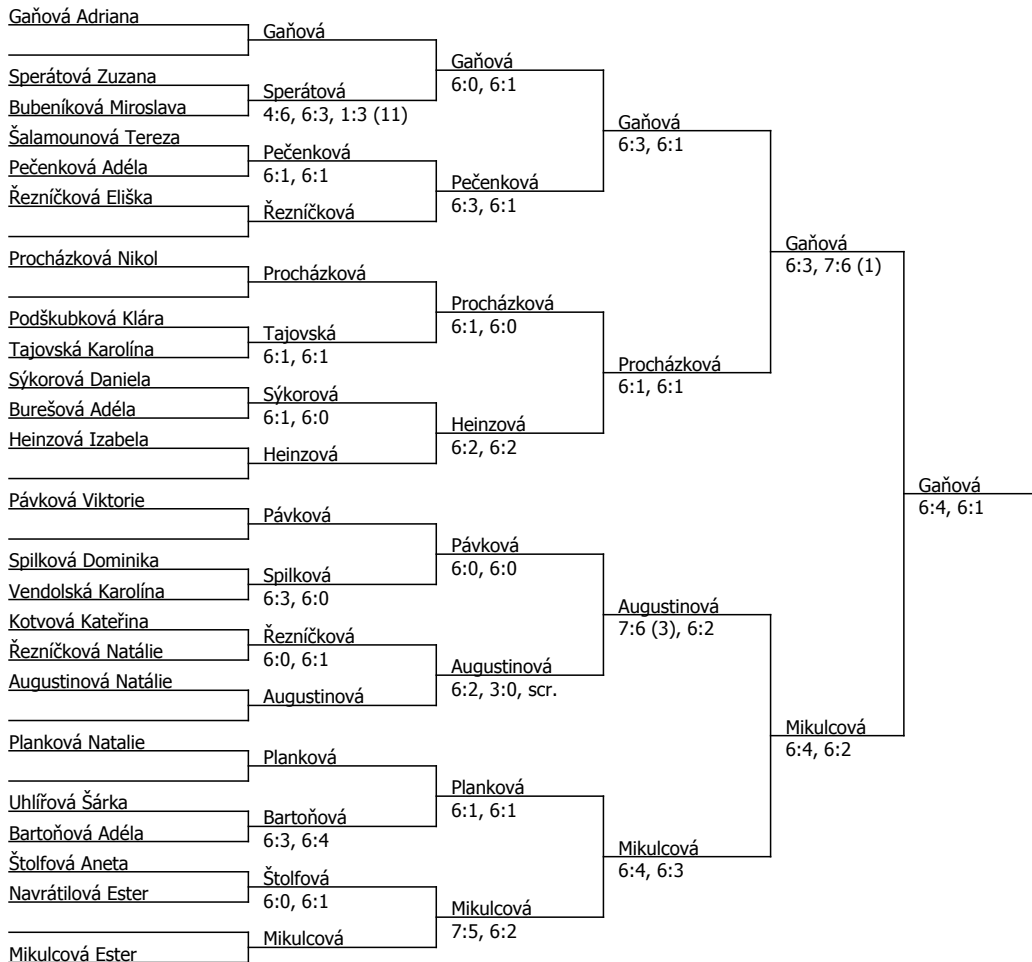 Gaňová Adriana
Gaňová
Gaňová
6:0, 6:1
Sperátová Zuzana
Sperátová
Bubeníková Miroslava
4:6, 6:3, 1:3 (11)
Gaňová
6:3, 6:1
Šalamounová Tereza
Pečenková
Pečenková Adéla
6:1, 6:1
Pečenková
6:3, 6:1
Řezníčková Eliška
Řezníčková
Gaňová
6:3, 7:6 (1)
Procházková Nikol
Procházková
Procházková
6:1, 6:0
Podškubková Klára
Tajovská
Tajovská Karolína
6:1, 6:1
Procházková
6:1, 6:1
Sýkorová Daniela
Sýkorová
Burešová Adéla
6:1, 6:0
Heinzová
6:2, 6:2
Heinzová Izabela
Heinzová
Gaňová
6:4, 6:1
Pávková Viktorie
Pávková
Pávková
6:0, 6:0
Spilková Dominika
Spilková
Vendolská Karolína
6:3, 6:0
Augustinová
7:6 (3), 6:2
Kotvová Kateřina
Řezníčková
Řezníčková Natálie
6:0, 6:1
Augustinová
6:2, 3:0, scr.
Augustinová Natálie
Augustinová
Mikulcová
6:4, 6:2
Planková Natalie
Planková
Planková
6:1, 6:1
Uhlířová Šárka
Bartoňová
Bartoňová Adéla
6:3, 6:4
Mikulcová
6:4, 6:3
Štolfová Aneta
Štolfová
Navrátilová Ester
6:0, 6:1
Mikulcová
7:5, 6:2
Mikulcová
Mikulcová Ester